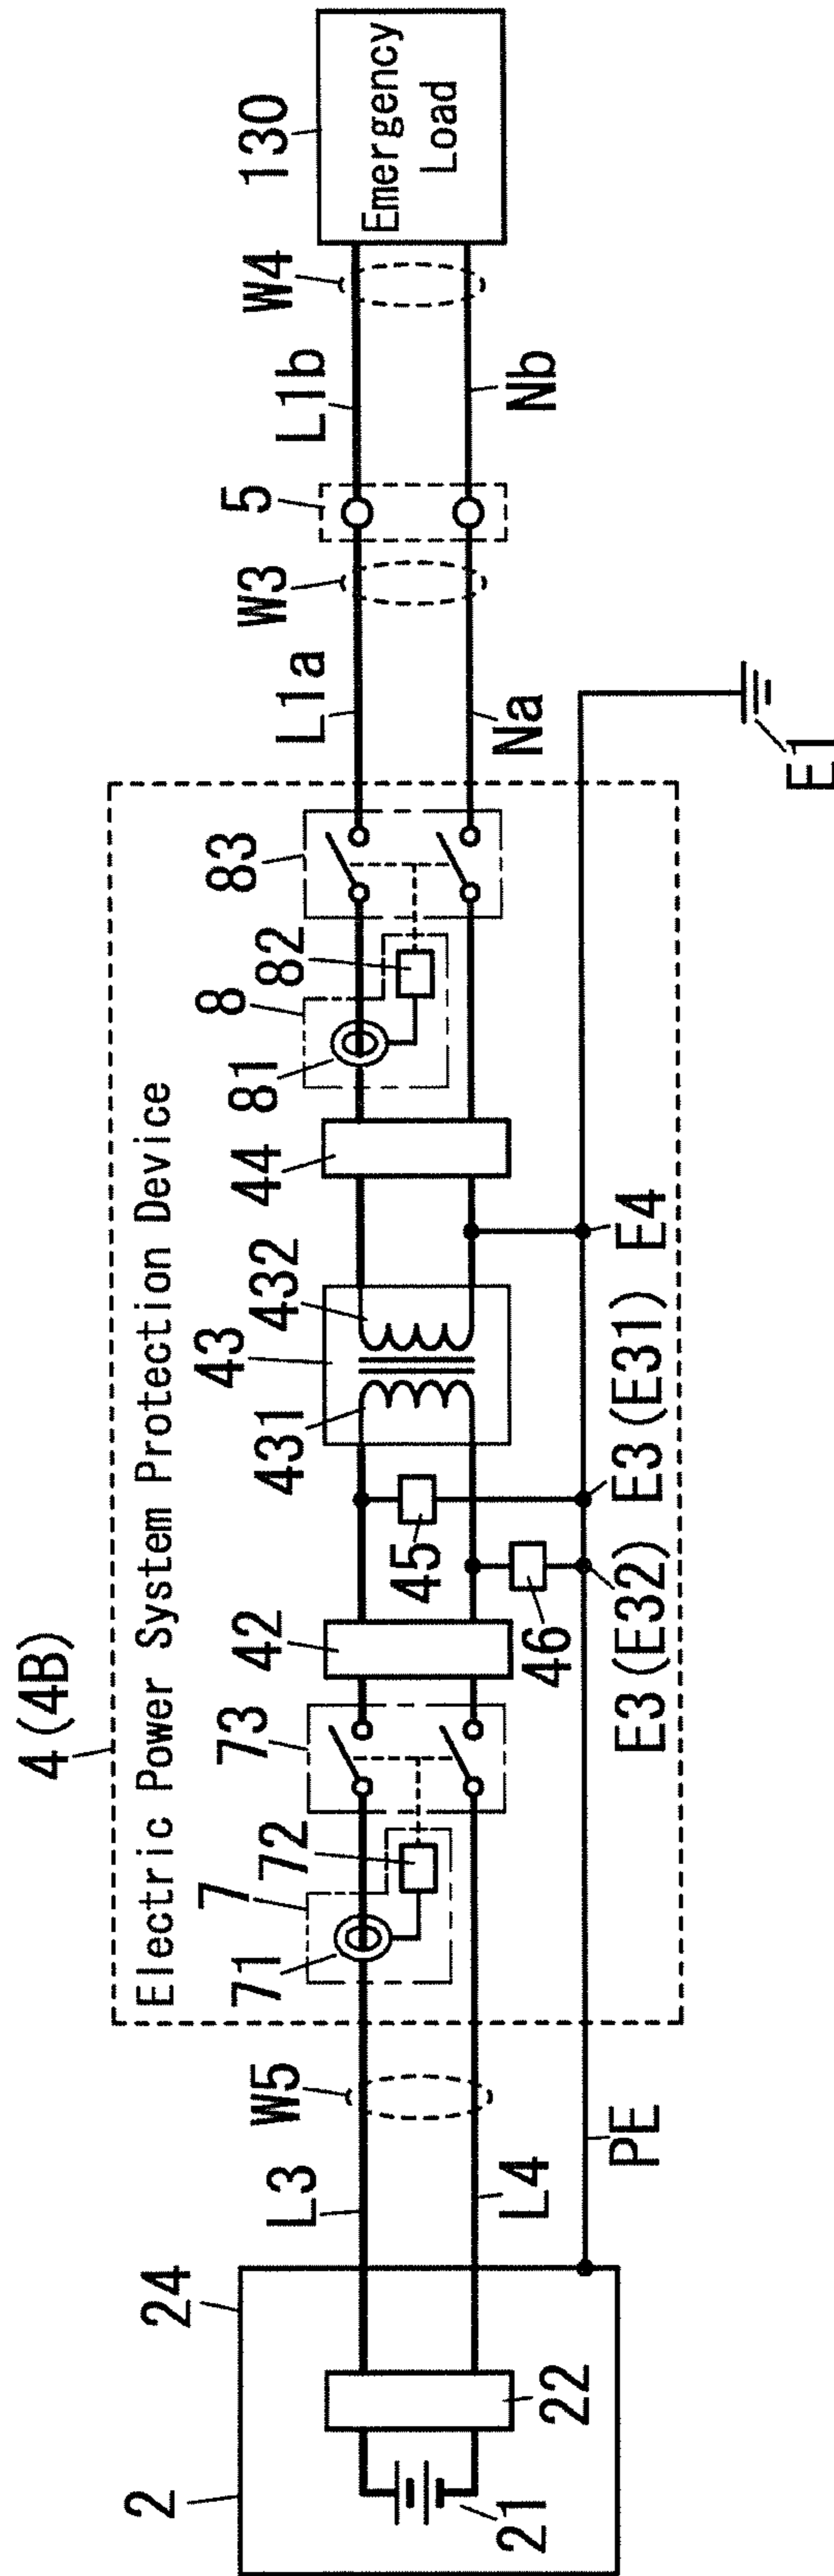 4(4B)
Electric Power System Protection Device
2
24
L3
W5
7
71
72
73
42
43
431
432
44
8
81
82
83
L1a
W3
5
L1b
W4
130
Emergency
Load
21
22
L4
PE
46
45
E3(E32)
E3(E31)
E4
Na
E1
Nb